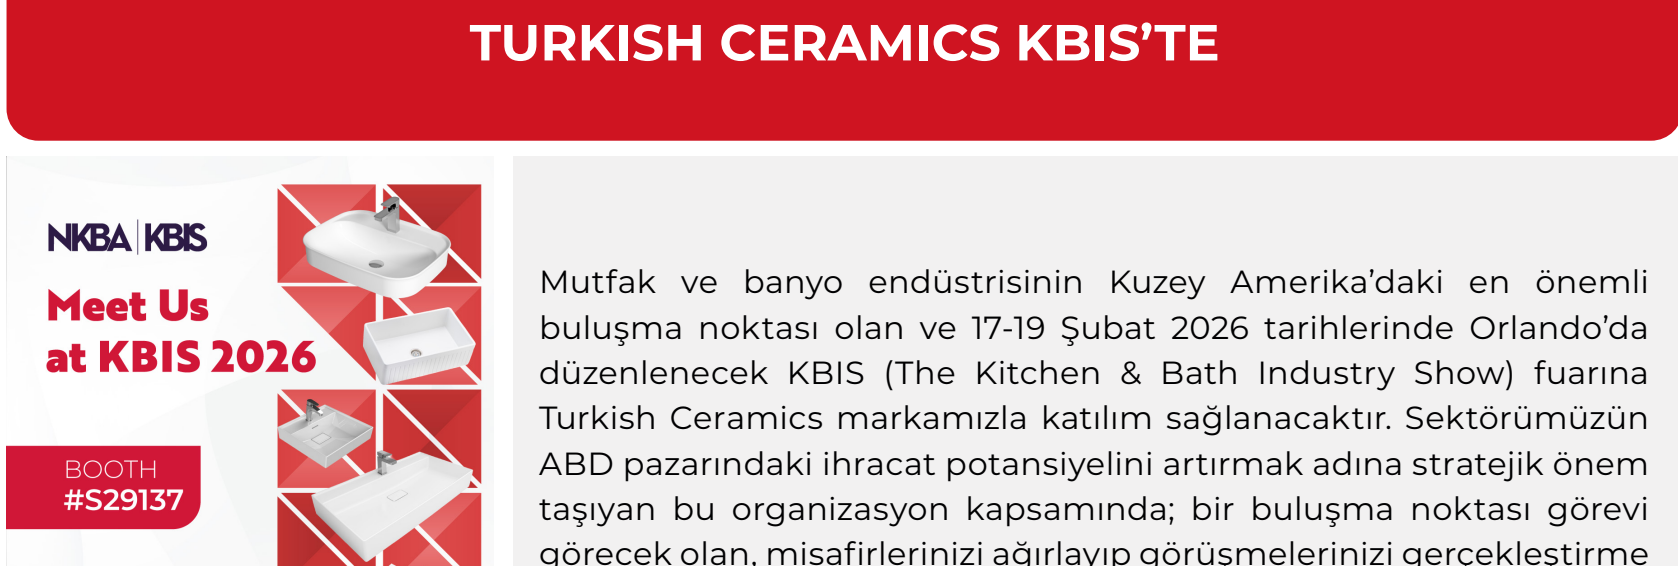 TURKISH CERAMICS KBIS’TE
NKBA | KBIS
Meet Us
at KBIS 2026
BOOTH
#S29137
Mutfak ve banyo endüstrisinin Kuzey Amerika’daki en önemli
buluşma noktası olan ve 17-19 Şubat 2026 tarihlerinde Orlando’da
düzenlenecek KBIS (The Kitchen & Bath Industry Show) fuarına
Turkish Ceramics markamızla katılım sağlanacaktır. Sektörümüzün
ABD pazarındaki ihracat potansiyelini artırmak adına stratejik önem
taşıyan bu organizasyon kapsamında; bir buluşma noktası görevi
görecek olan, misafirlerinizi ağırlayıp görüşmelerinizi gerçekleştirme